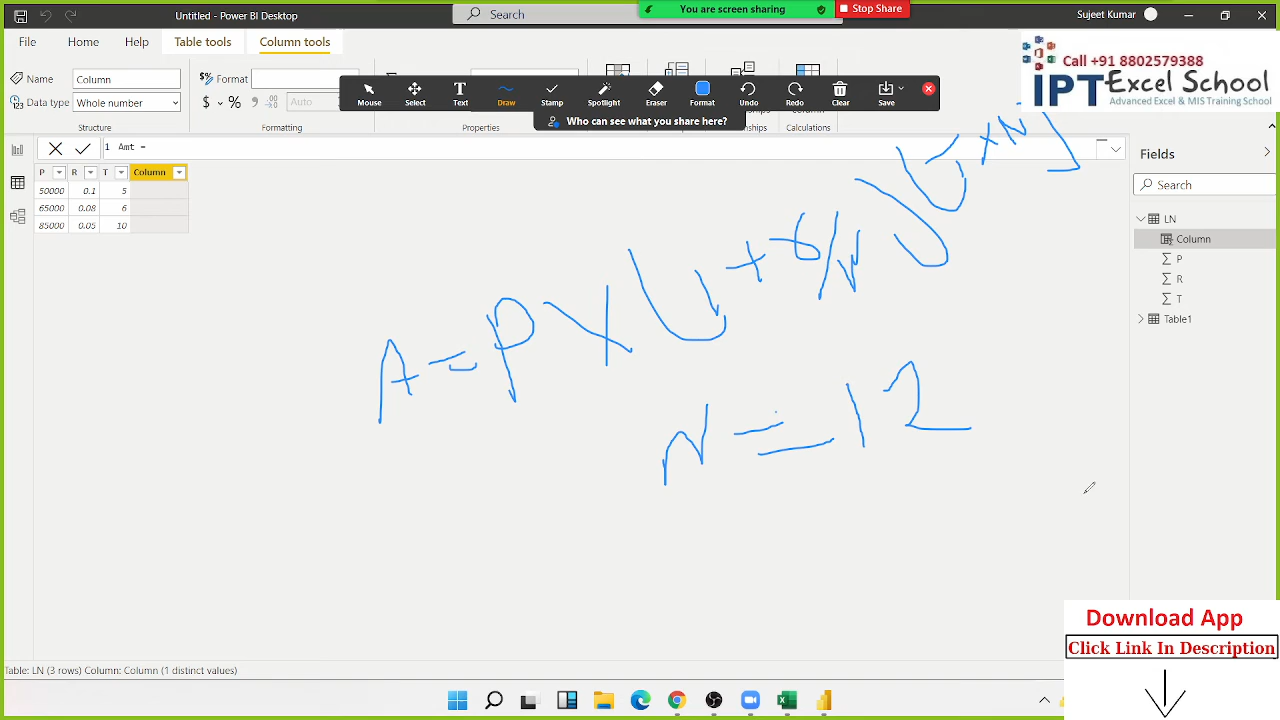 Untitled - Power BI Desktop
Search
You are screen sharing
Stop Share
Sujeet Kumar
File Home Help Table tools Column tools
Call +91 8802579388
IPT Excel School
Advanced Excel & MIS Training School
Name Column
Format
Data type Whole number
$ % Auto
Structure Formatting Properties Calculations
Mouse Select Text Draw Stamp Spotlight Eraser Format Undo Redo Clear Save
Who can see what you share here?
1 Amt =
P R T Column
50000 0.1 5
65000 0.08 6
85000 0.05 10
Fields
Search
LN
Column
P
R
T
Table1
N = 12
Table: LN (3 rows) Column: Column (1 distinct values)
Download App
Click Link In Description